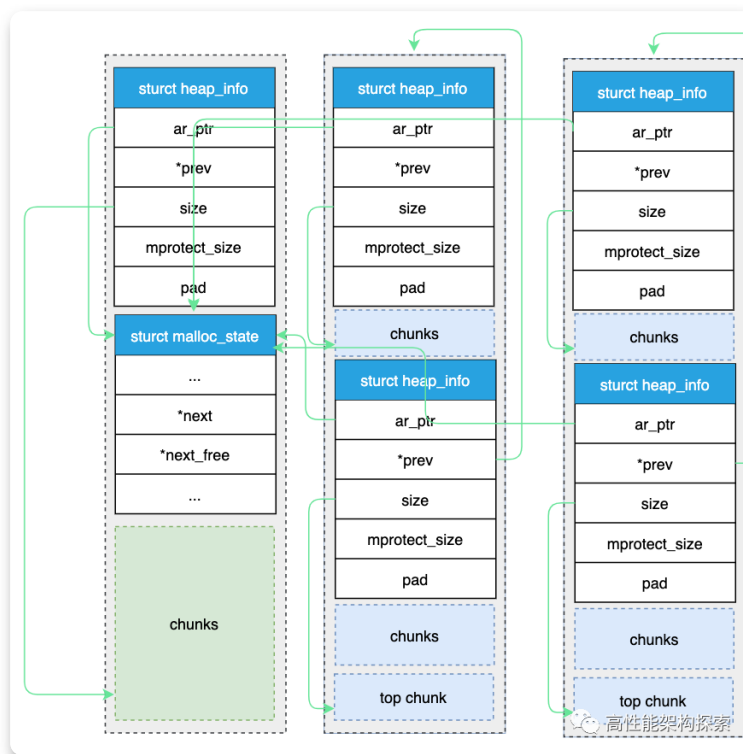 sturct heap_info
ar_ptr
*prev
size
mprotect_size
pad
sturct malloc_state
...
*next
*next_free
...
chunks
sturct heap_info
ar_ptr
*prev
size
mprotect_size
pad
chunks
sturct heap_info
ar_ptr
*prev
size
mprotect_size
pad
chunks
top chunk
sturct heap_info
ar_ptr
*prev
size
mprotect_size
pad
chunks
sturct heap_info
ar_ptr
*prev
size
mprotect_size
pad
chunks
top chunk
高性能架构探索